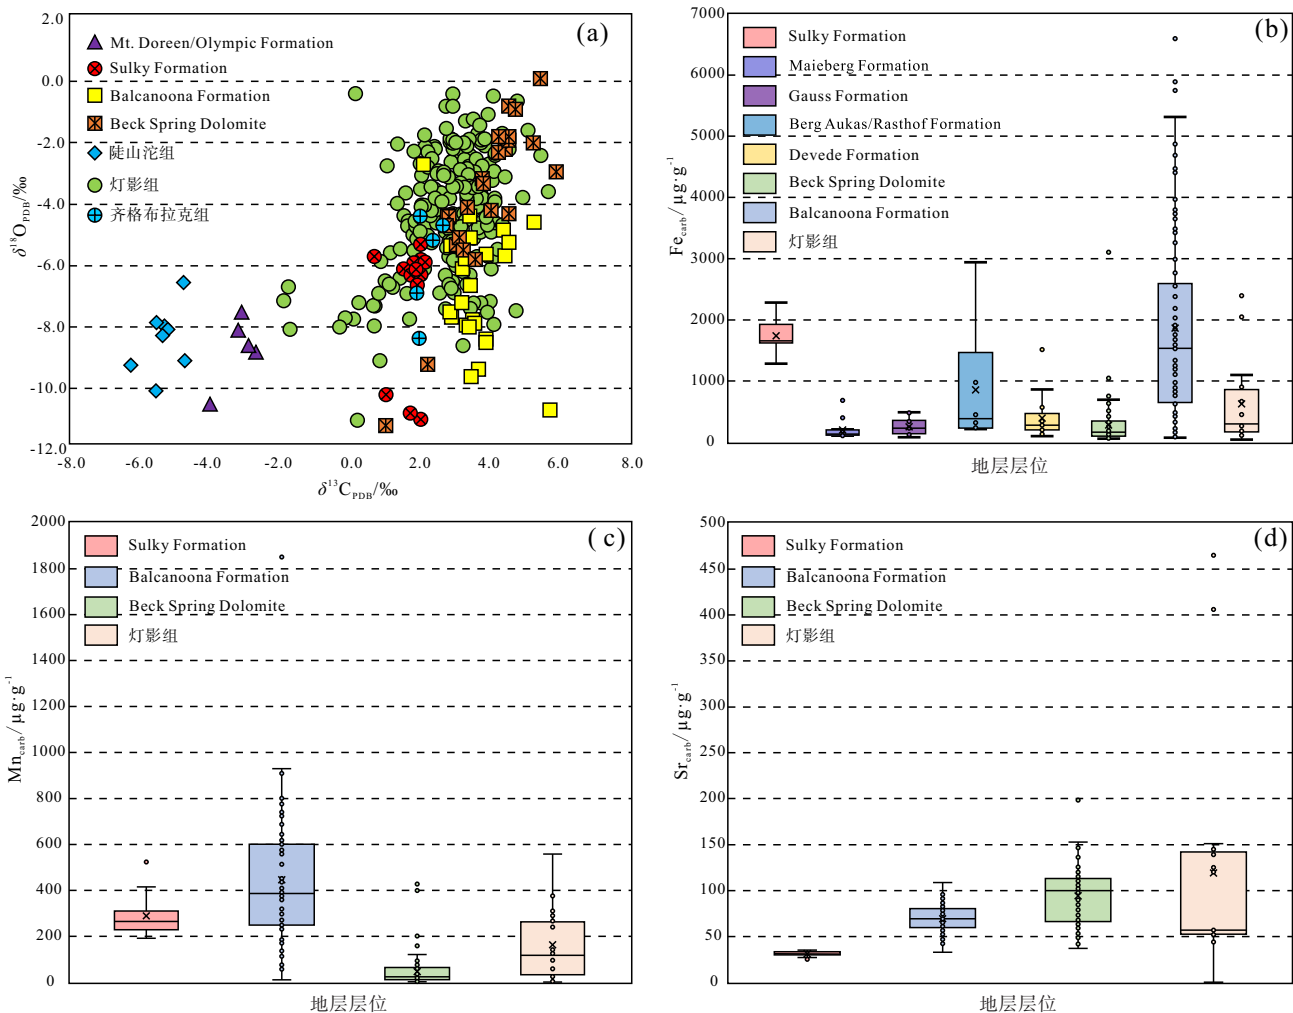 (a)
2.0
0.0
-2.0
-4.0
-6.0
-8.0
-10.0
-12.0
δ¹⁸O_PDB/‰
Mt. Doreen/Olympic Formation
Sulky Formation
Balcanoona Formation
Beck Spring Dolomite
陡山沱组
灯影组
齐格布拉克组
-8.0 -6.0 -4.0 -2.0 0.0 2.0 4.0 6.0 8.0
δ¹³C_PDB/‰
(b)
7000
6000
5000
4000
3000
2000
1000
0
Fe_carb/ μg·g⁻¹
Sulky Formation
Maieberg Formation
Gauss Formation
Berg Aukas/Rasthof Formation
Devede Formation
Beck Spring Dolomite
Balcanoona Formation
灯影组
地层层位
(c)
2000
1800
1600
1400
1200
1000
800
600
400
200
0
Mn_carb/ μg·g⁻¹
Sulky Formation
Balcanoona Formation
Beck Spring Dolomite
灯影组
地层层位
(d)
500
450
400
350
300
250
200
150
100
50
0
Sr_carb/ μg·g⁻¹
Sulky Formation
Balcanoona Formation
Beck Spring Dolomite
灯影组
地层层位